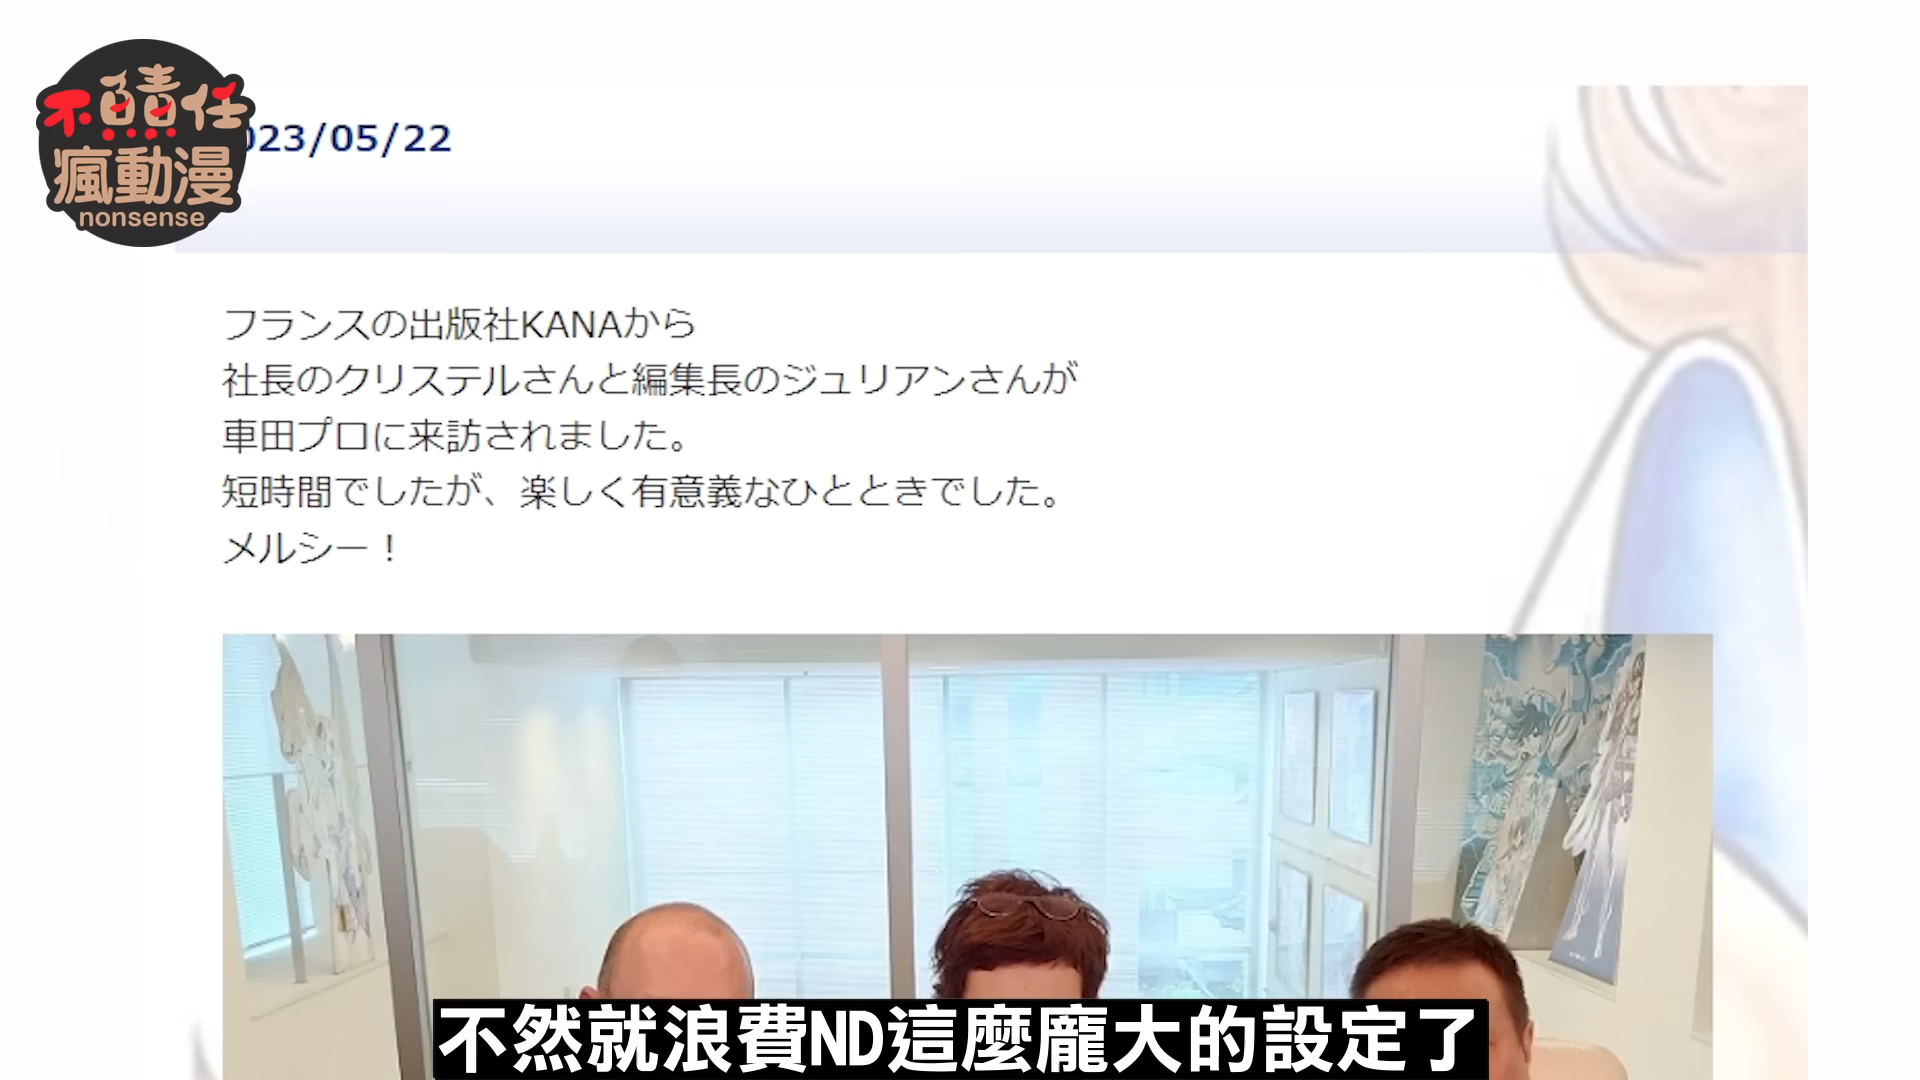 不責任
瘋動漫
nonsense
023/05/22
フランスの出版社KANAから
社長のクリステルさんと編集長のジュリアンさんが
車田プロに来訪されました。
短時間でしたが、楽しく有意義なひとときでした。
メルシー！
不然就浪費ND這麼龐大的設定了